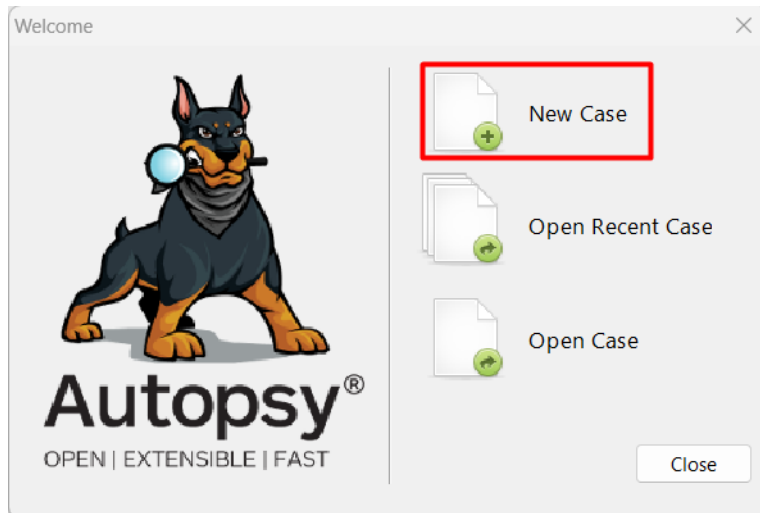 Welcome
New Case
Open Recent Case
Open Case
Autopsy®
OPEN | EXTENSIBLE | FAST
Close